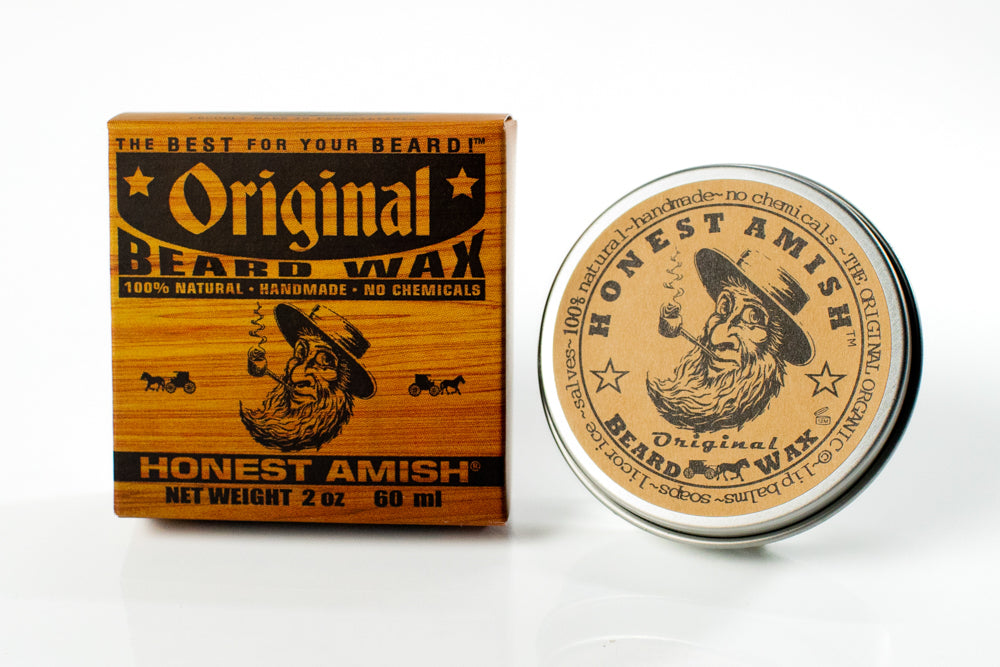 THE BEST FOR YOUR BEARD!™
Original
BEARD WAX
100% NATURAL • HANDMADE • NO CHEMICALS
HONEST AMISH®
NET WEIGHT 2 oz 60 ml
~100% natural~handmade~no chemicals~THE ORIGINAL ORGANIC©~lip balms~soaps~licorice~salves
HONEST AMISH™
Original
BEARD WAX